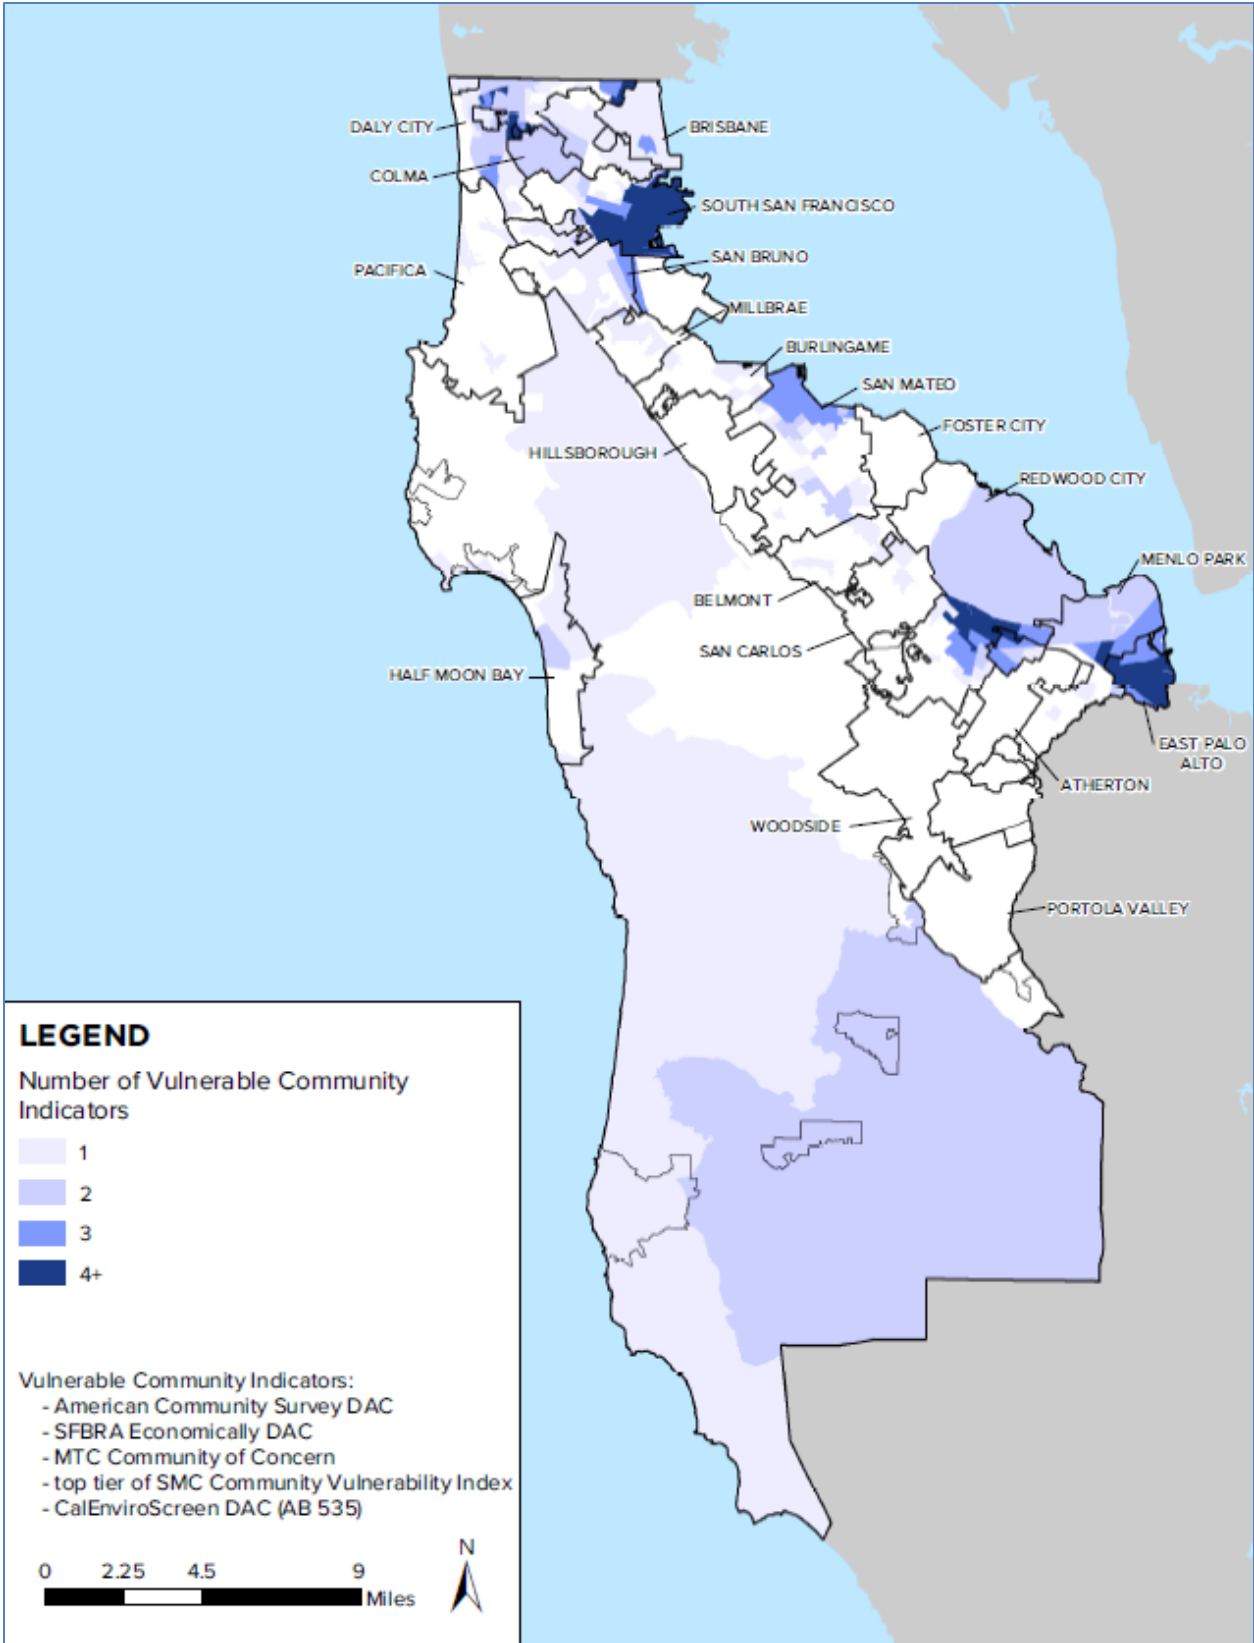 DALY CITY
BRISBANE
COLMA
SOUTH SAN FRANCISCO
SAN BRUNO
PACIFICA
MILLBRAE
BURLINGAME
SAN MATEO
FOSTER CITY
HILLSBOROUGH
REDWOOD CITY
MENLO PARK
BELMONT
SAN CARLOS
HALF MOON BAY
EAST PALO
ALTO
ATHERTON
WOODSIDE
PORTOLA VALLEY
LEGEND
Number of Vulnerable Community
Indicators
1
2
3
4+
Vulnerable Community Indicators:
- American Community Survey DAC
- SFBRA Economically DAC
- MTC Community of Concern
- top tier of SMC Community Vulnerability Index
- CalEnviroScreen DAC (AB 535)
0 2.25 4.5 9
Miles
N